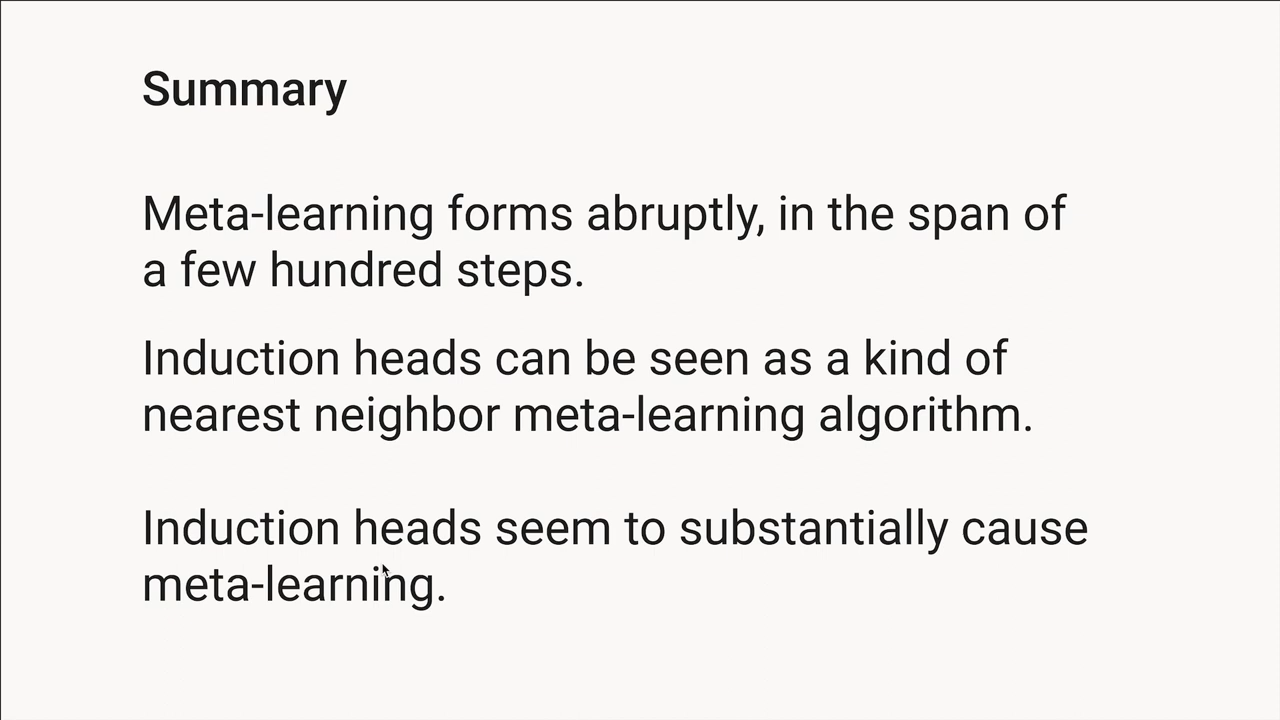 Summary
Meta-learning forms abruptly, in the span of
a few hundred steps.
Induction heads can be seen as a kind of
nearest neighbor meta-learning algorithm.
Induction heads seem to substantially cause
meta-learning.